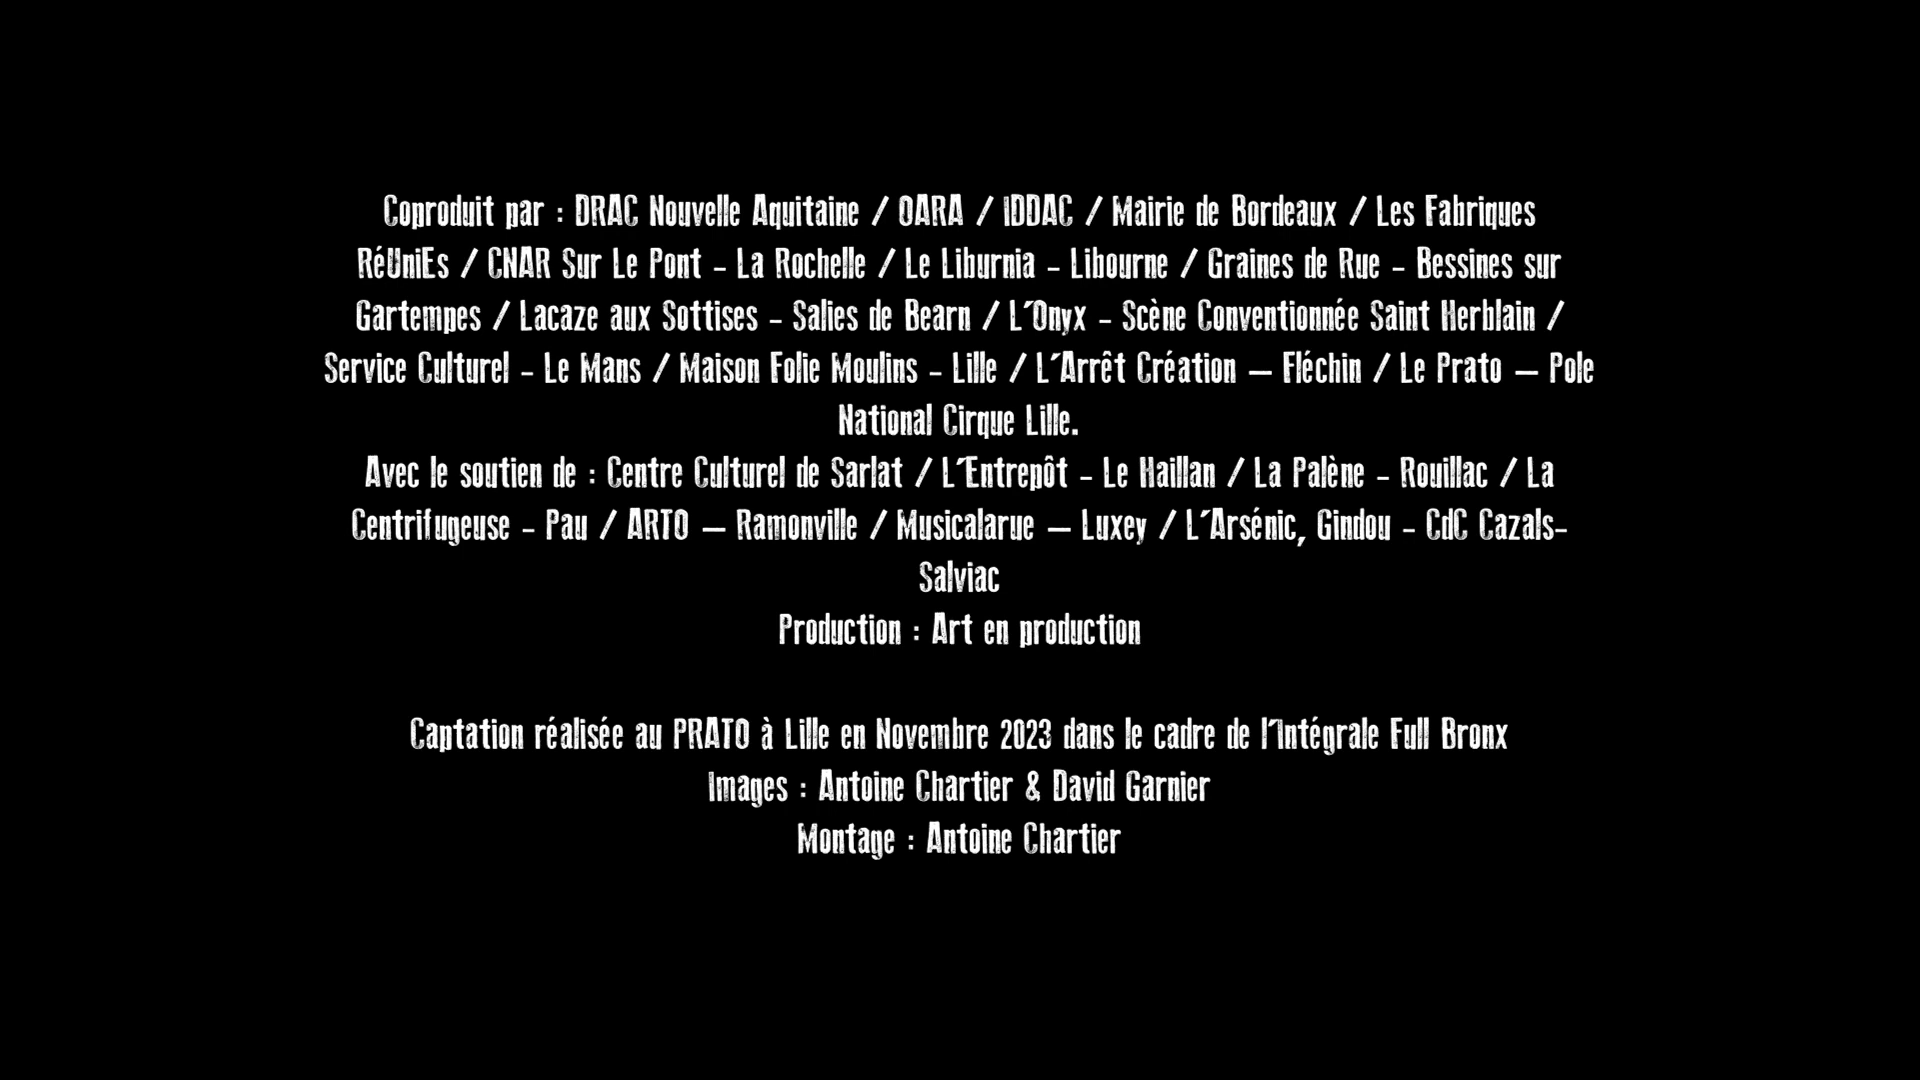 Coproduit par : DRAC Nouvelle Aquitaine / OARA / IDDAC / Mairie de Bordeaux / Les Fabriques
RéUniEs / CNAR Sur Le Pont - La Rochelle / Le Liburnia - Libourne / Graines de Rue - Bessines sur
Gartempes / Lacaze aux Sottises - Salies de Bearn / L'Onyx - Scène Conventionnée Saint Herblain /
Service Culturel - Le Mans / Maison Folie Moulins - Lille / L'Arrêt Création – Fléchin / Le Prato – Pole
National Cirque Lille.
Avec le soutien de : Centre Culturel de Sarlat / L'Entrepôt - Le Haillan / La Palène - Rouillac / La
Centrifugeuse - Pau / ARTO – Ramonville / Musicalarue – Luxey / L'Arsénic, Gindou - CdC Cazals-
Salviac
Production : Art en production
Captation réalisée au PRATO à Lille en Novembre 2023 dans le cadre de l'Intégrale Full Bronx
Images : Antoine Chartier & David Garnier
Montage : Antoine Chartier